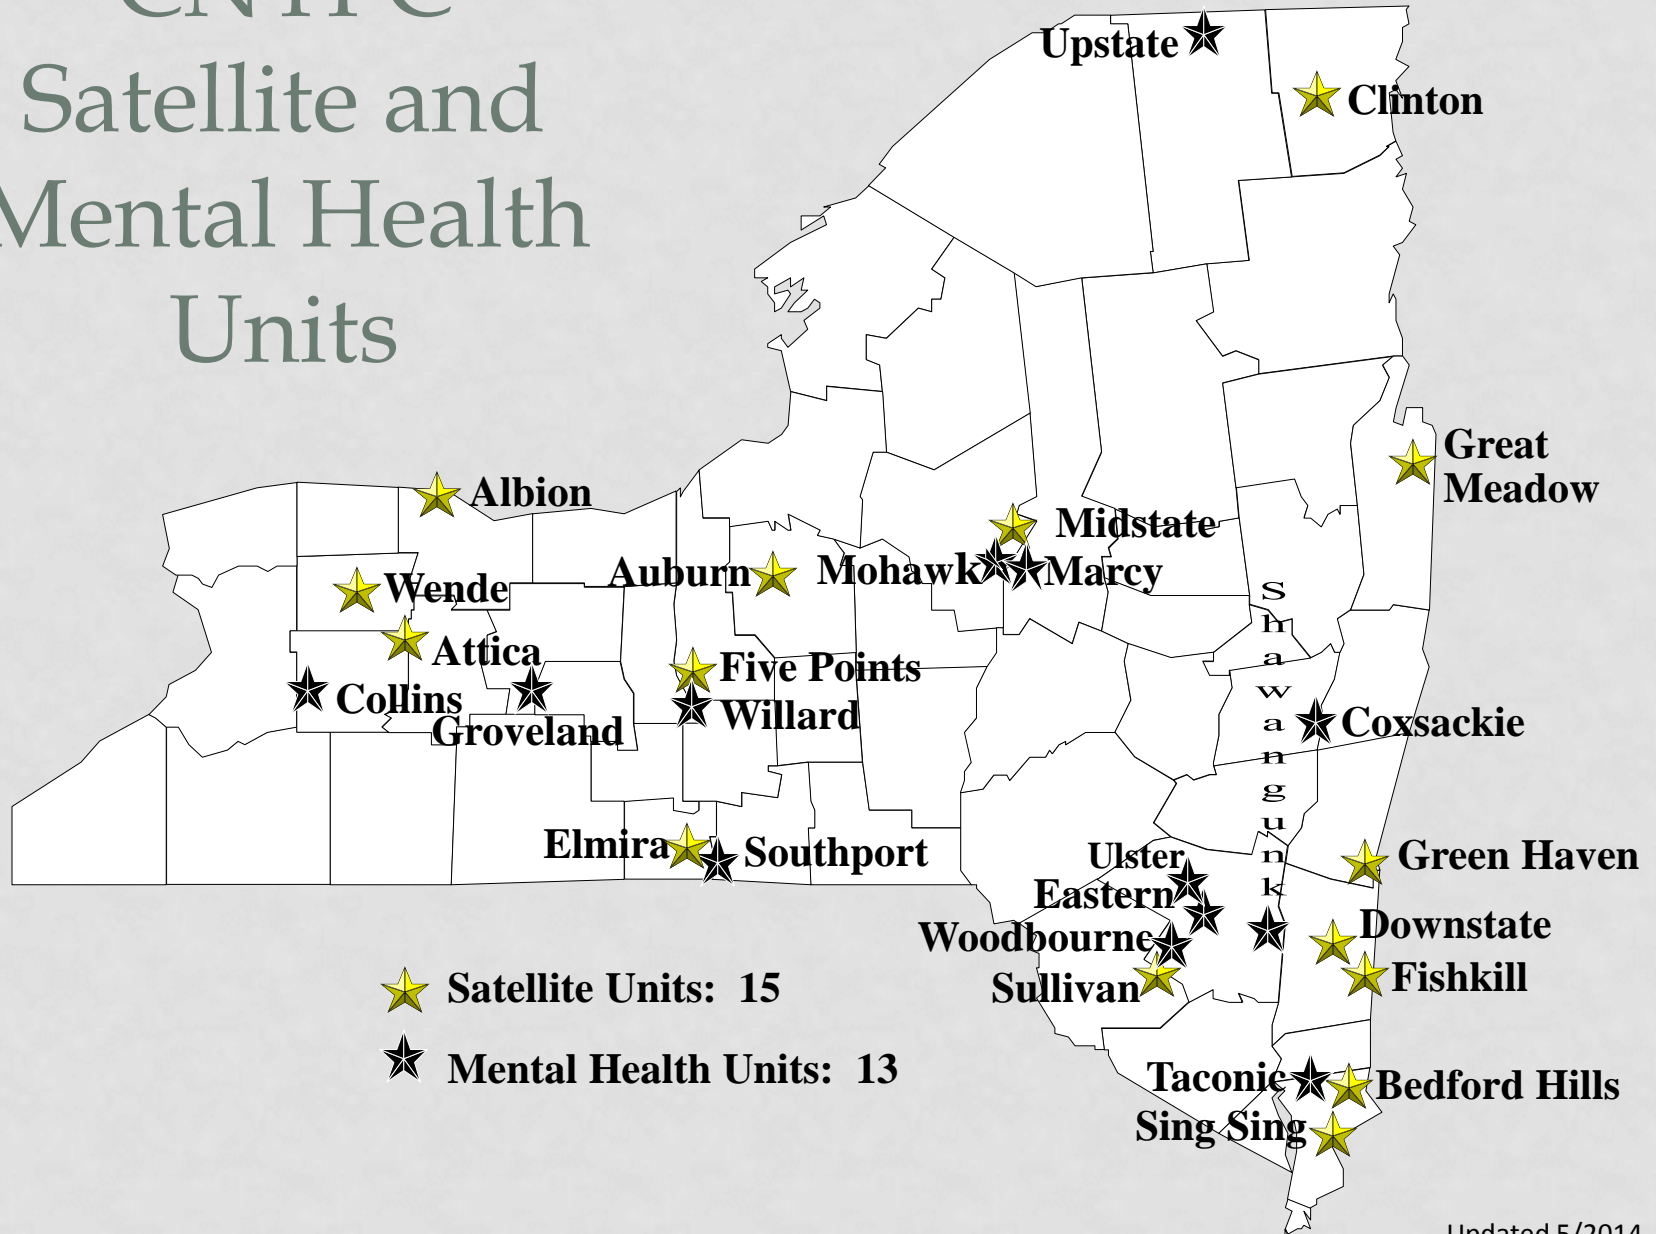 CNYPC
Satellite and
Mental Health
Units
Upstate
Clinton
Great
Meadow
Albion
Midstate
Wende
Auburn
Mohawk
Marcy
Attica
Five Points
Collins
Willard
Groveland
Shawangunk
Coxsackie
Elmira
Southport
Ulster
Green Haven
Eastern
Downstate
Woodbourne
Fishkill
Sullivan
Satellite Units: 15
Mental Health Units: 13
Taconic
Bedford Hills
Sing Sing
Updated 5/2014